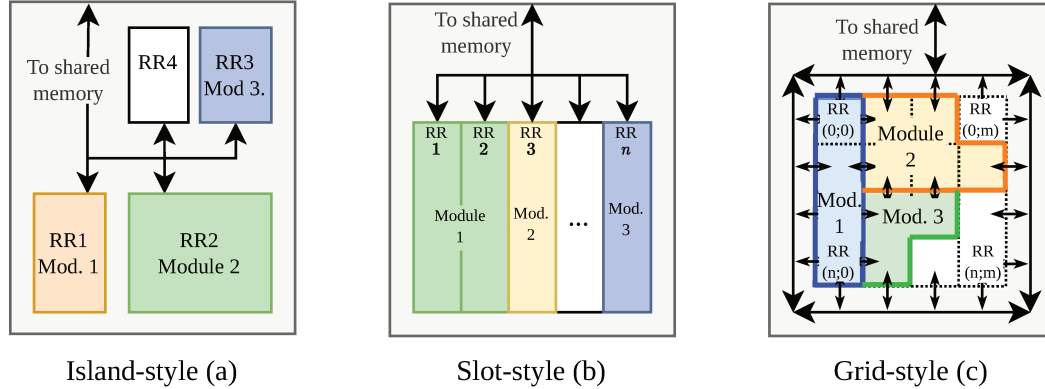 To shared
memory
RR4
RR3
Mod 3.
RR1
Mod. 1
RR2
Module 2
Island-style (a)
To shared
memory
RR
1
RR
2
RR
3
RR
n
Module
1
Mod.
2
...
Mod.
3
Slot-style (b)
To shared
memory
RR
(0;0)
Module
2
RR
(0;m)
Mod.
1
Mod. 3
RR
(n;0)
RR
(n;m)
Grid-style (c)